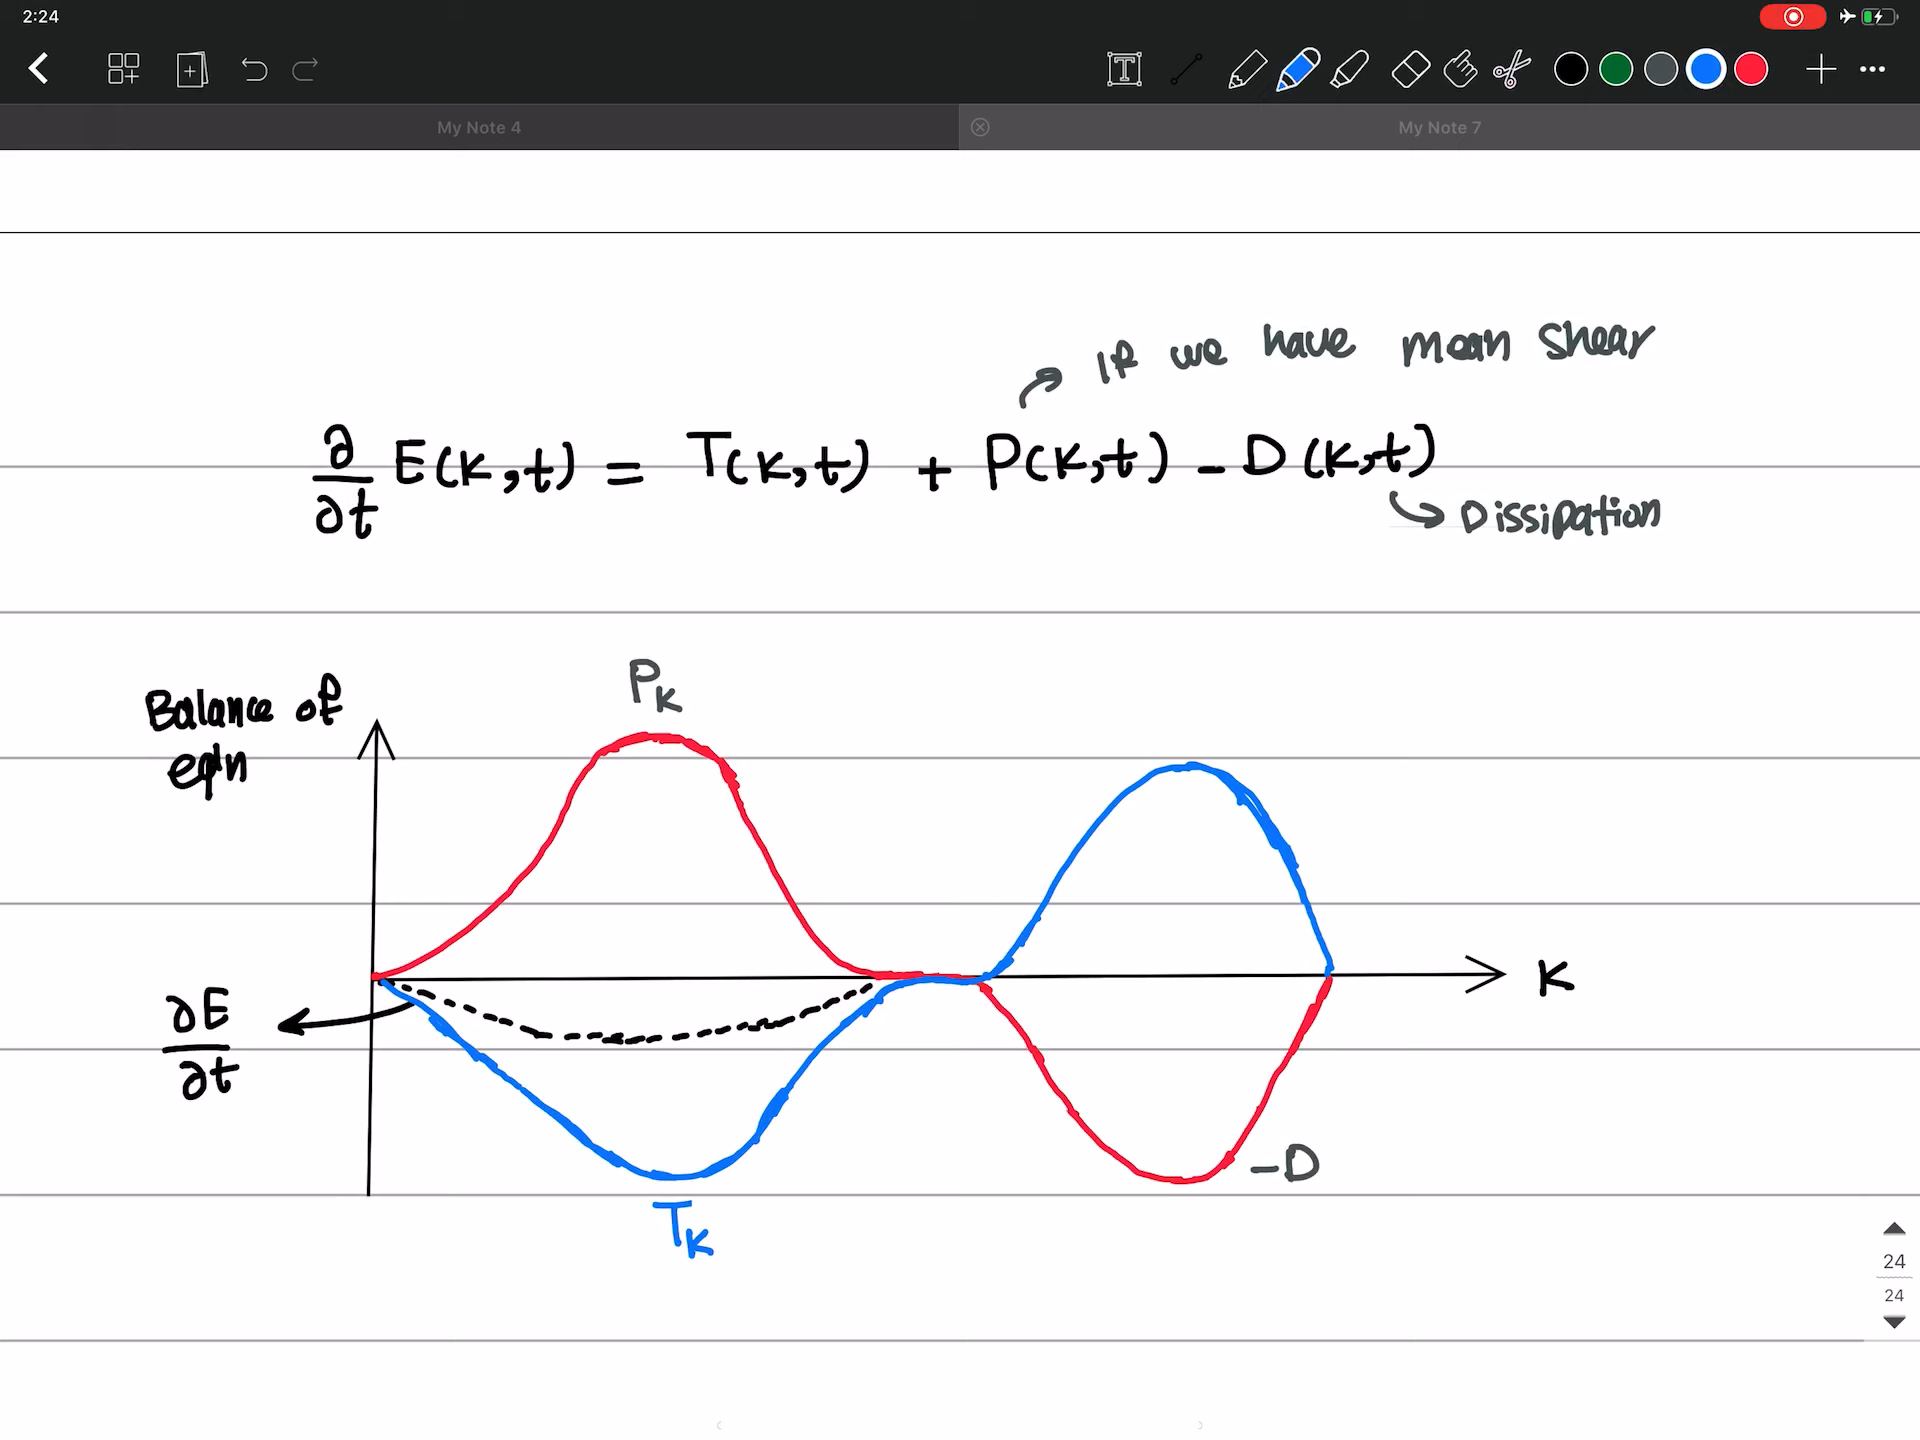 2:24
T
My Note 4
My Note 7
If we have mean shear
∂/∂t E(k,t) = T(k,t) + P(k,t) - D(k,t)
Dissipation
Balance of
eq'n
Pk
K
∂E/∂t
-D
Tk
24
24